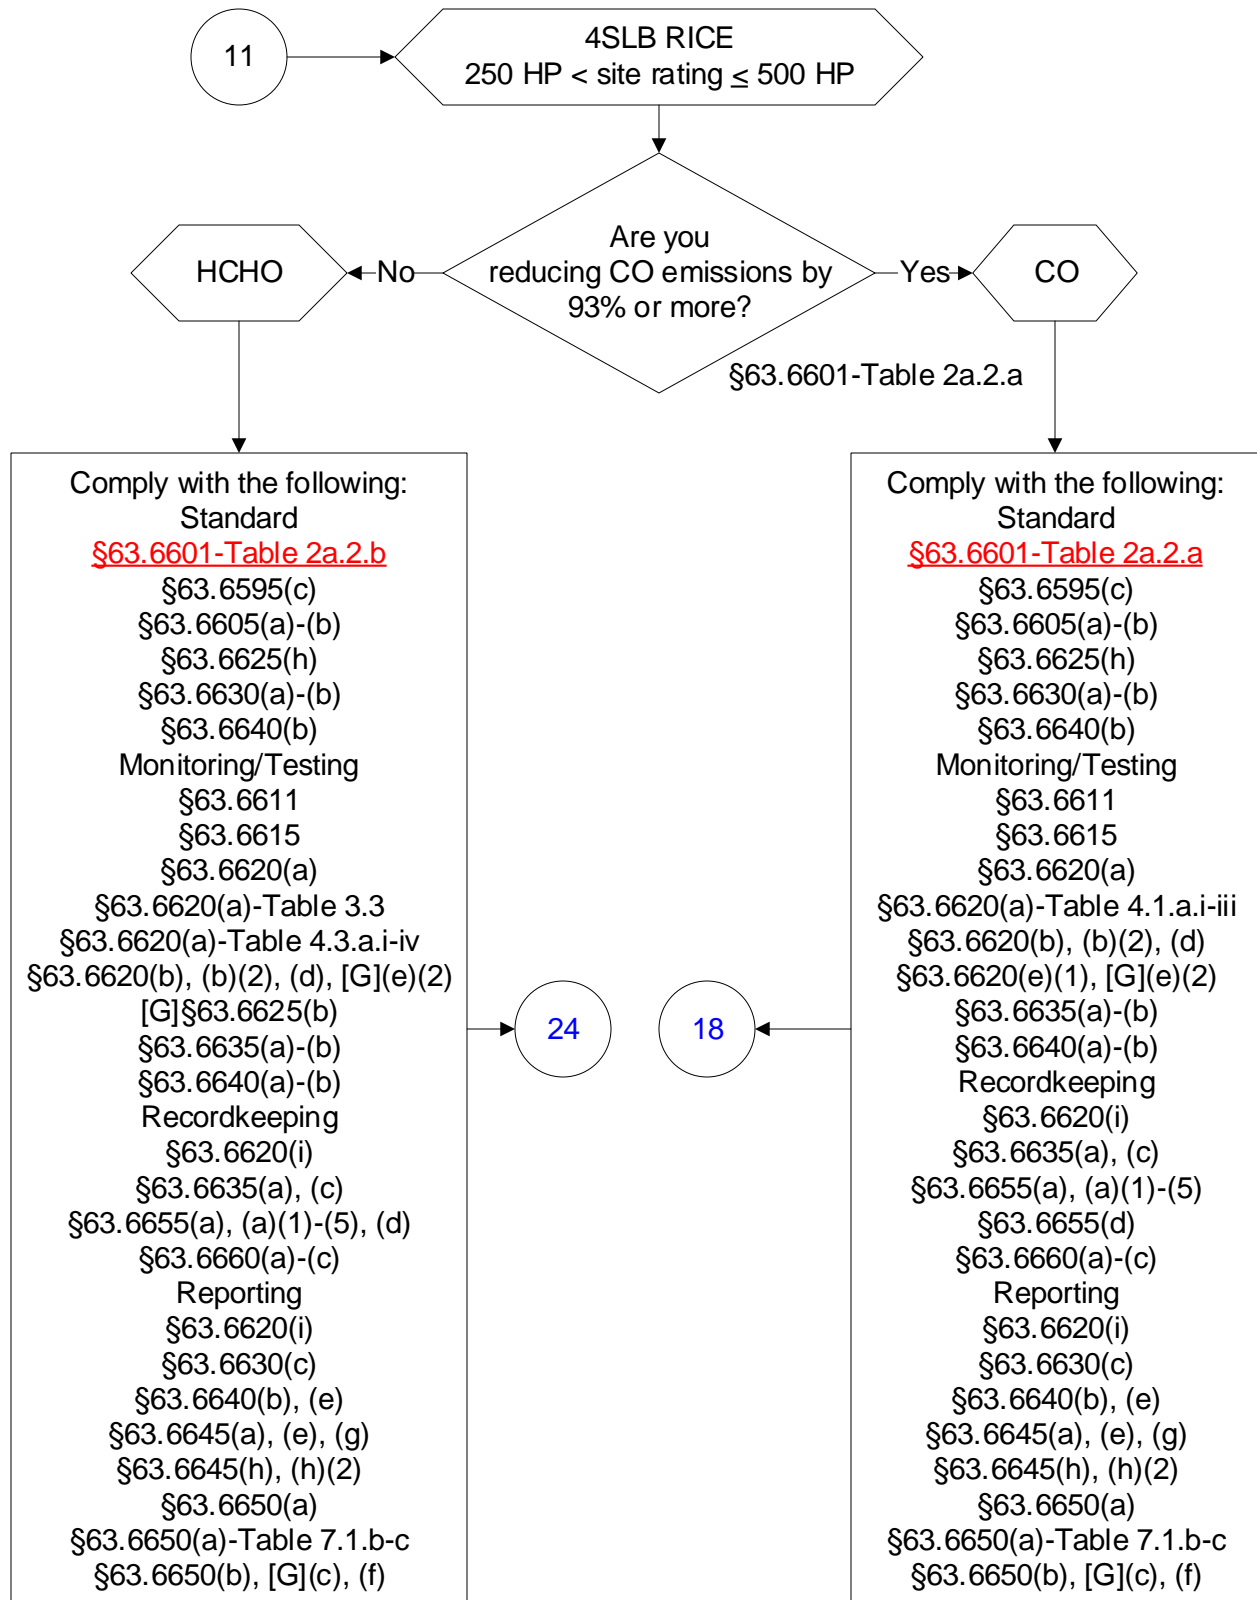 11
4SLB RICE
250 HP < site rating ≤ 500 HP
Are you
reducing CO emissions by
93% or more?
No
HCHO
Yes
CO
§63.6601-Table 2a.2.a
Comply with the following:
Standard
§63.6601-Table 2a.2.b
§63.6595(c)
§63.6605(a)-(b)
§63.6625(h)
§63.6630(a)-(b)
§63.6640(b)
Monitoring/Testing
§63.6611
§63.6615
§63.6620(a)
§63.6620(a)-Table 3.3
§63.6620(a)-Table 4.3.a.i-iv
§63.6620(b), (b)(2), (d), [G](e)(2)
[G]§63.6625(b)
§63.6635(a)-(b)
§63.6640(a)-(b)
Recordkeeping
§63.6620(i)
§63.6635(a), (c)
§63.6655(a), (a)(1)-(5), (d)
§63.6660(a)-(c)
Reporting
§63.6620(i)
§63.6630(c)
§63.6640(b), (e)
§63.6645(a), (e), (g)
§63.6645(h), (h)(2)
§63.6650(a)
§63.6650(a)-Table 7.1.b-c
§63.6650(b), [G](c), (f)
24
18
Comply with the following:
Standard
§63.6601-Table 2a.2.a
§63.6595(c)
§63.6605(a)-(b)
§63.6625(h)
§63.6630(a)-(b)
§63.6640(b)
Monitoring/Testing
§63.6611
§63.6615
§63.6620(a)
§63.6620(a)-Table 4.1.a.i-iii
§63.6620(b), (b)(2), (d)
§63.6620(e)(1), [G](e)(2)
§63.6635(a)-(b)
§63.6640(a)-(b)
Recordkeeping
§63.6620(i)
§63.6635(a), (c)
§63.6655(a), (a)(1)-(5)
§63.6655(d)
§63.6660(a)-(c)
Reporting
§63.6620(i)
§63.6630(c)
§63.6640(b), (e)
§63.6645(a), (e), (g)
§63.6645(h), (h)(2)
§63.6650(a)
§63.6650(a)-Table 7.1.b-c
§63.6650(b), [G](c), (f)